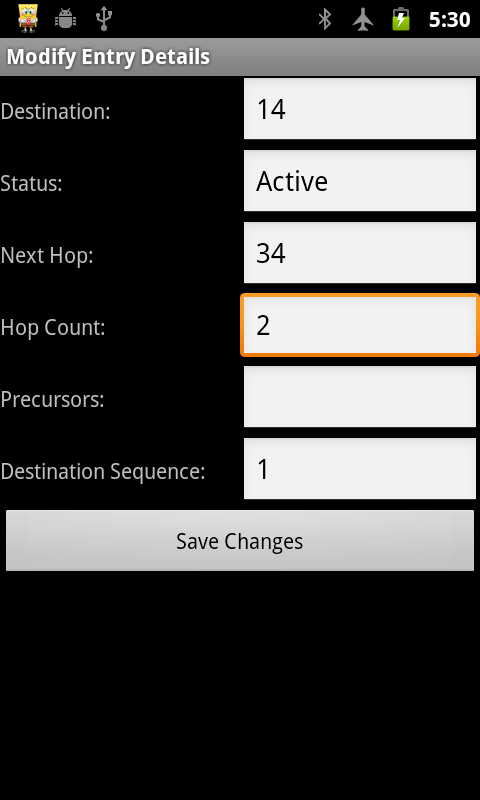 5:30
Modify Entry Details
Destination: 14
Status: Active
Next Hop: 34
Hop Count: 2
Precursors:
Destination Sequence: 1
Save Changes